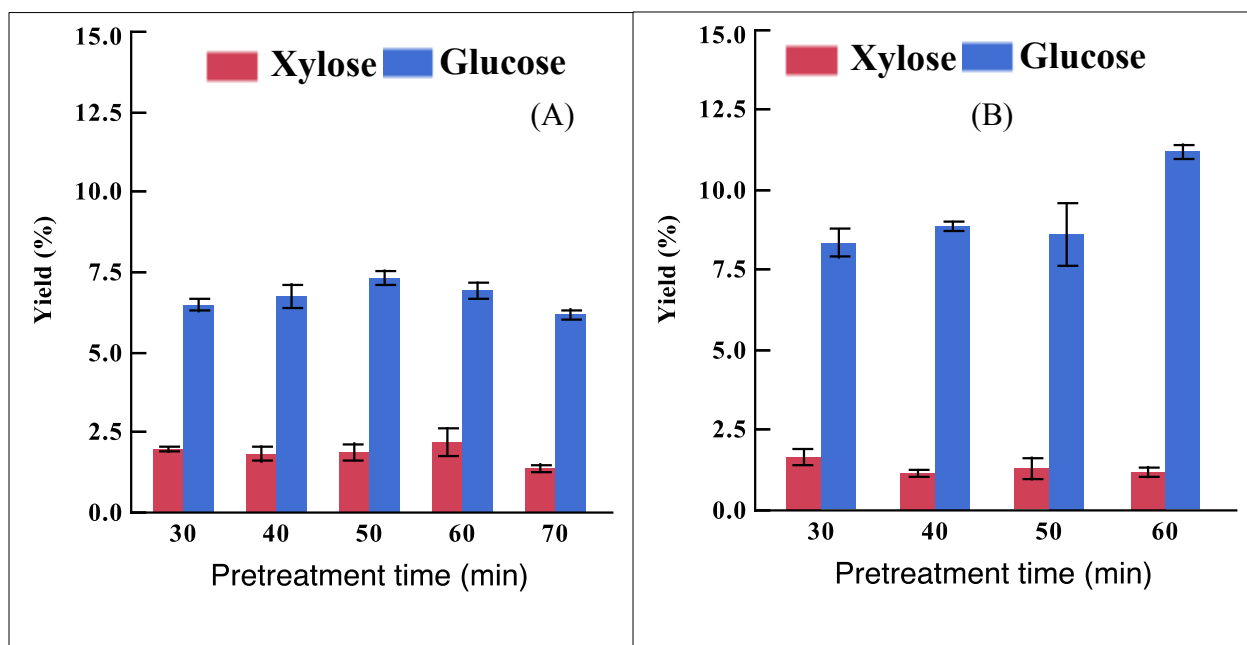 15.0
Xylose Glucose
12.5
(A)
10.0
Yield (%)
7.5
5.0
2.5
0.0
30 40 50 60 70
Pretreatment time (min)
15.0
Xylose Glucose
12.5
(B)
10.0
Yield (%)
7.5
5.0
2.5
0.0
30 40 50 60
Pretreatment time (min)